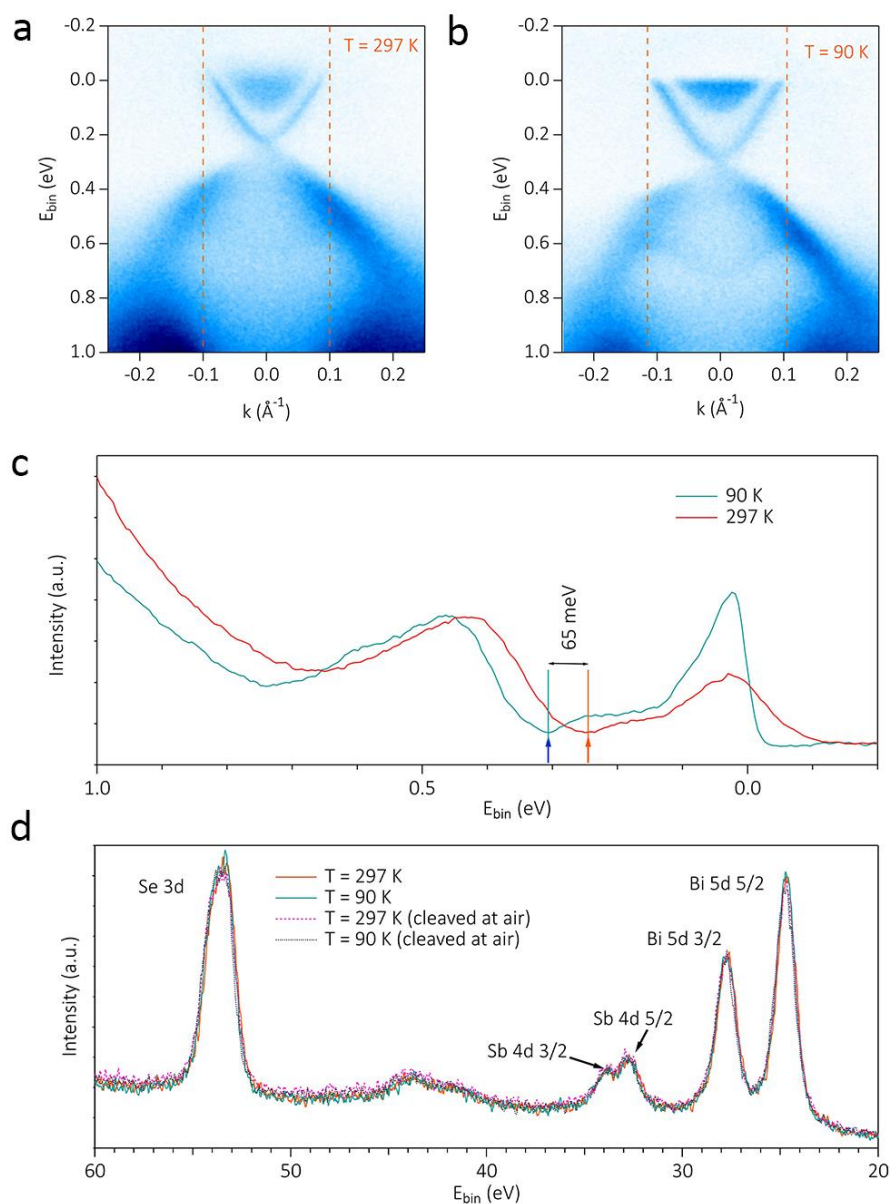 a
T = 297 K
-0.2
0.0
0.2
0.4
0.6
0.8
1.0
E_bin (eV)
-0.2 -0.1 0.0 0.1 0.2
k (Å⁻¹)
b
T = 90 K
-0.2
0.0
0.2
0.4
0.6
0.8
1.0
E_bin (eV)
-0.2 -0.1 0.0 0.1 0.2
k (Å⁻¹)
c
90 K
297 K
65 meV
Intensity (a.u.)
1.0 0.5 0.0
E_bin (eV)
d
Se 3d
T = 297 K
T = 90 K
T = 297 K (cleaved at air)
T = 90 K (cleaved at air)
Bi 5d 5/2
Bi 5d 3/2
Sb 4d 5/2
Sb 4d 3/2
Intensity (a.u.)
60 50 40 30 20
E_bin (eV)